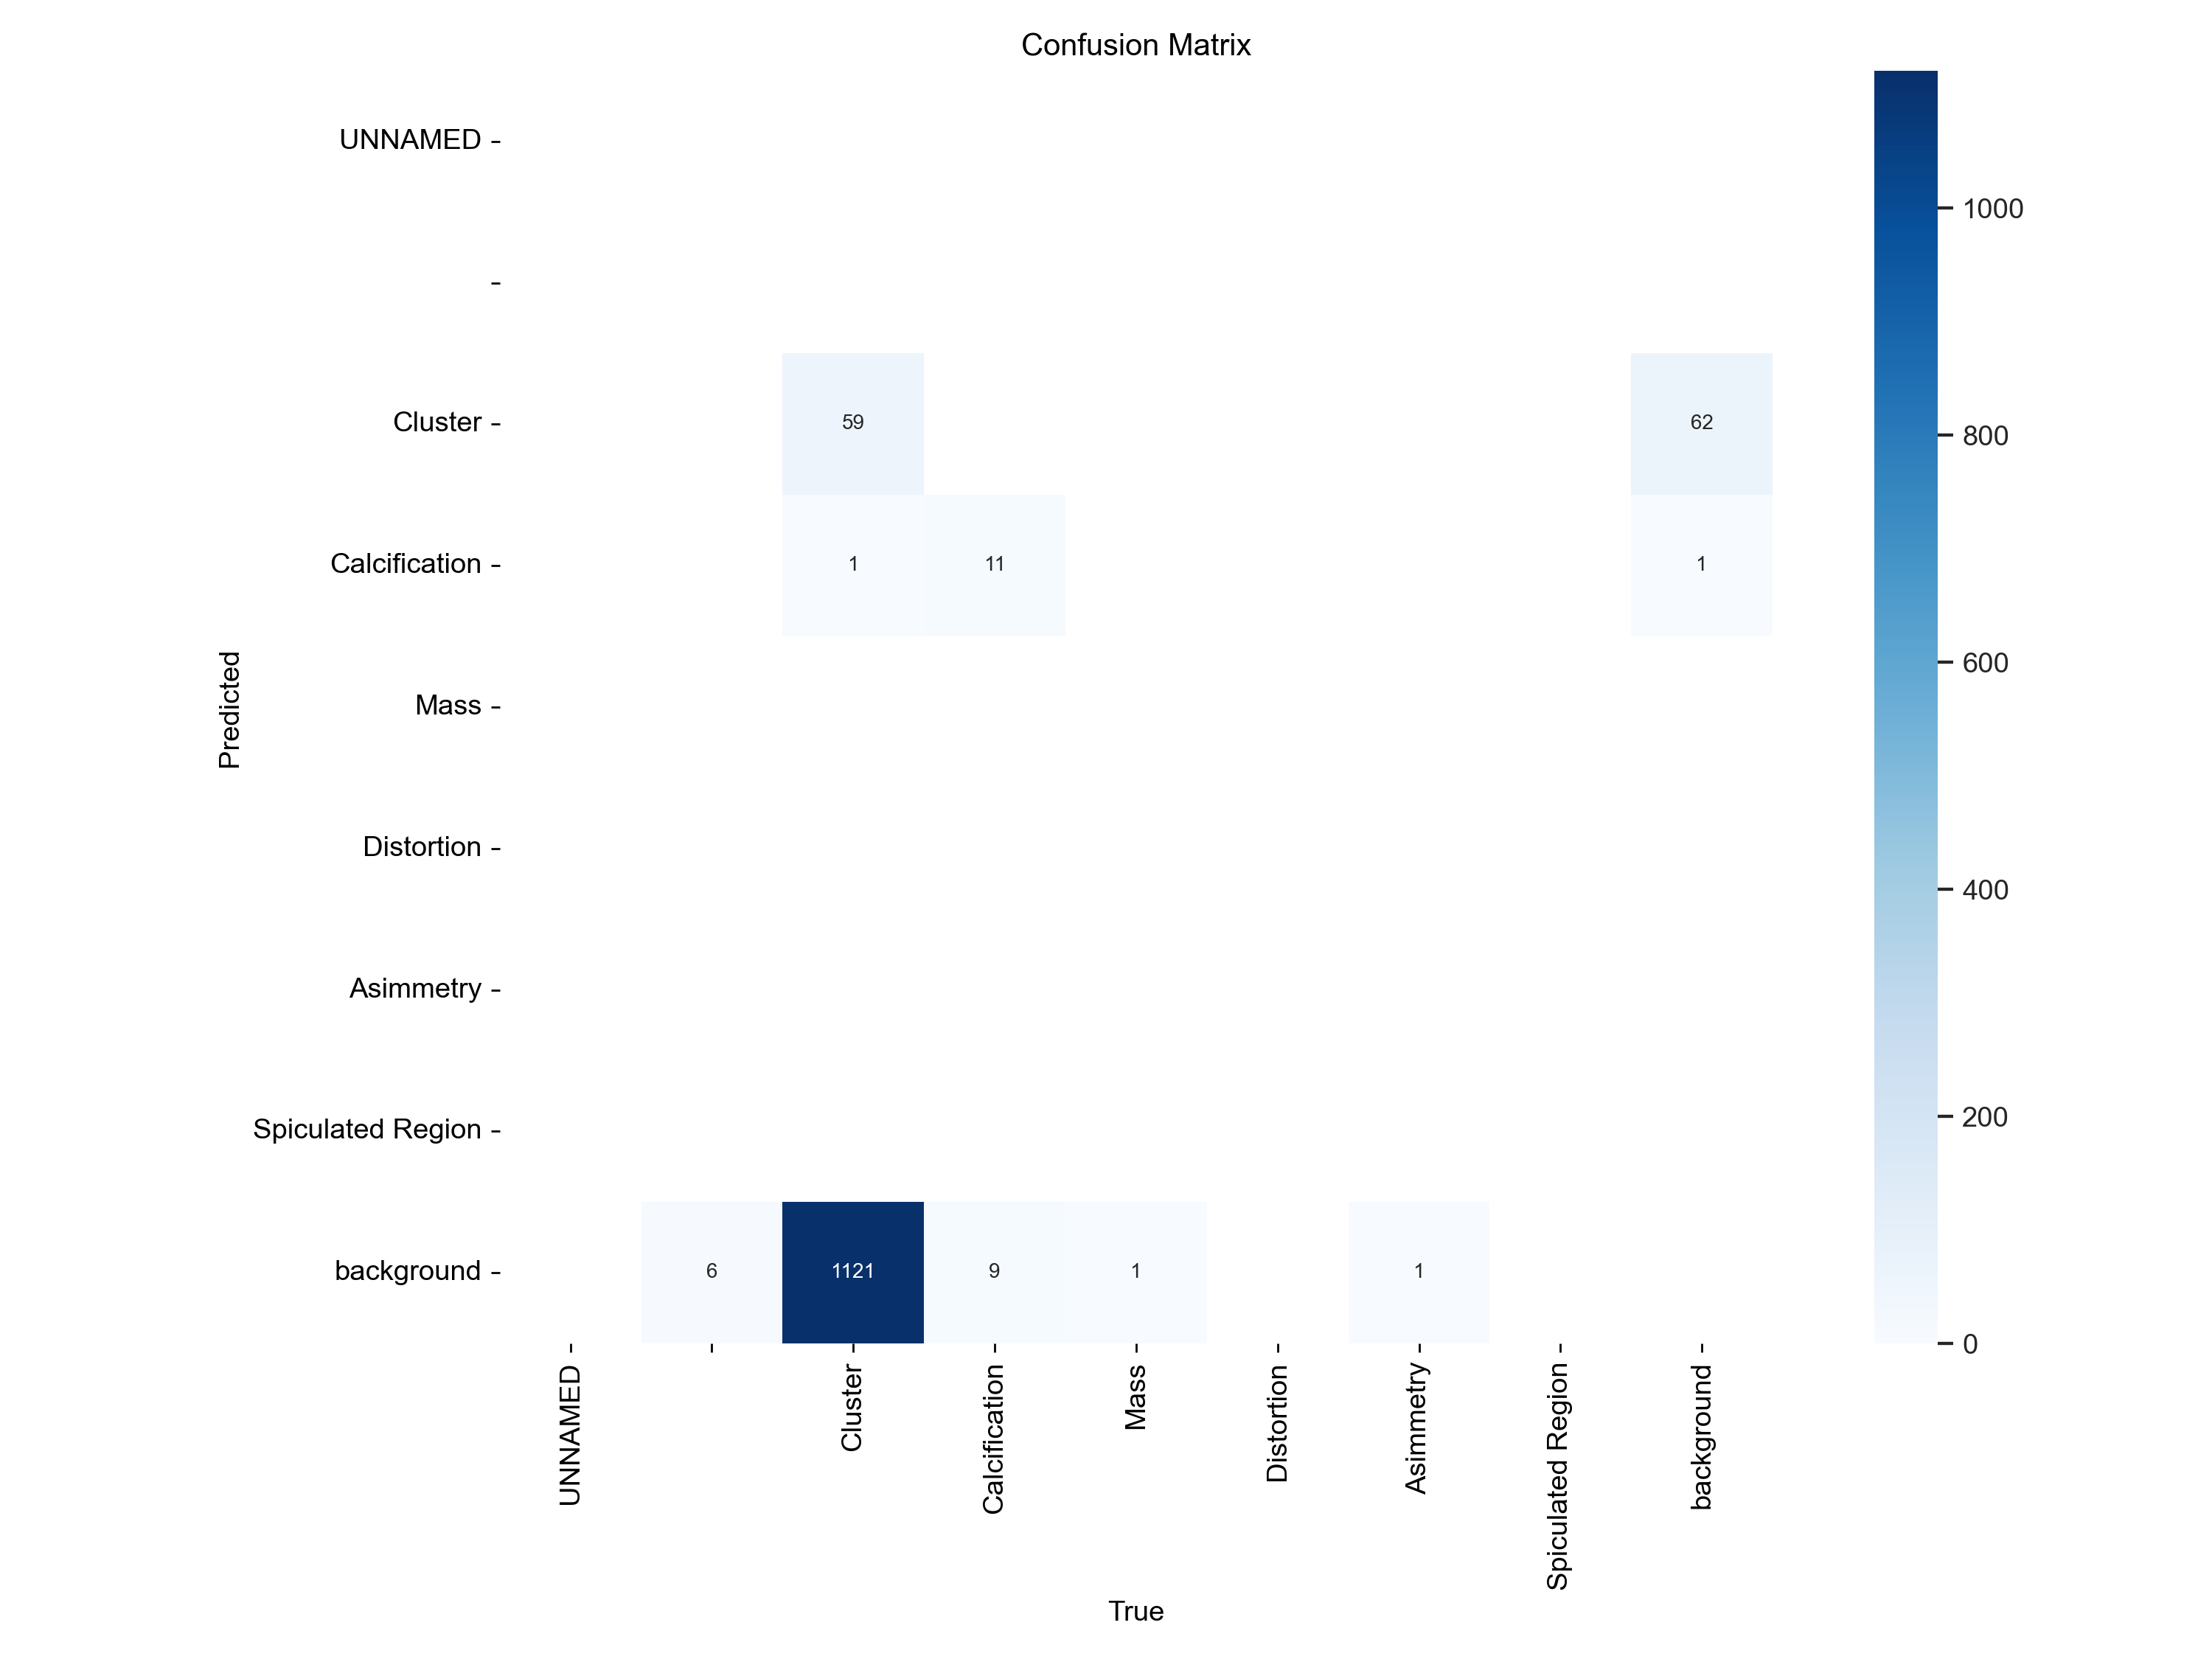 Confusion Matrix
UNNAMED
Cluster
Calcification
Mass
Distortion
Asimmetry
Spiculated Region
background
Predicted
59
62
1
11
1
6
1121
9
1
1
UNNAMED
Cluster
Calcification
Mass
Distortion
Asimmetry
Spiculated Region
background
True
1000
800
600
400
200
0